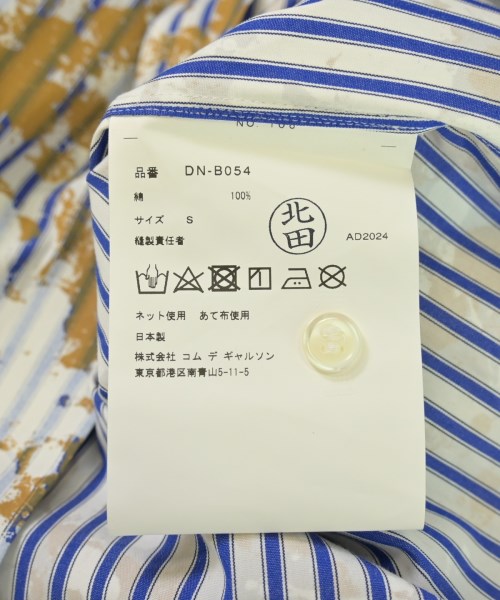 NO. 100
品番 DN-B054
綿 100%
サイズ S
縫製責任者
北田
AD2024
ネット使用 あて布使用
日本製
株式会社 コム デ ギャルソン
東京都港区南青山5-11-5